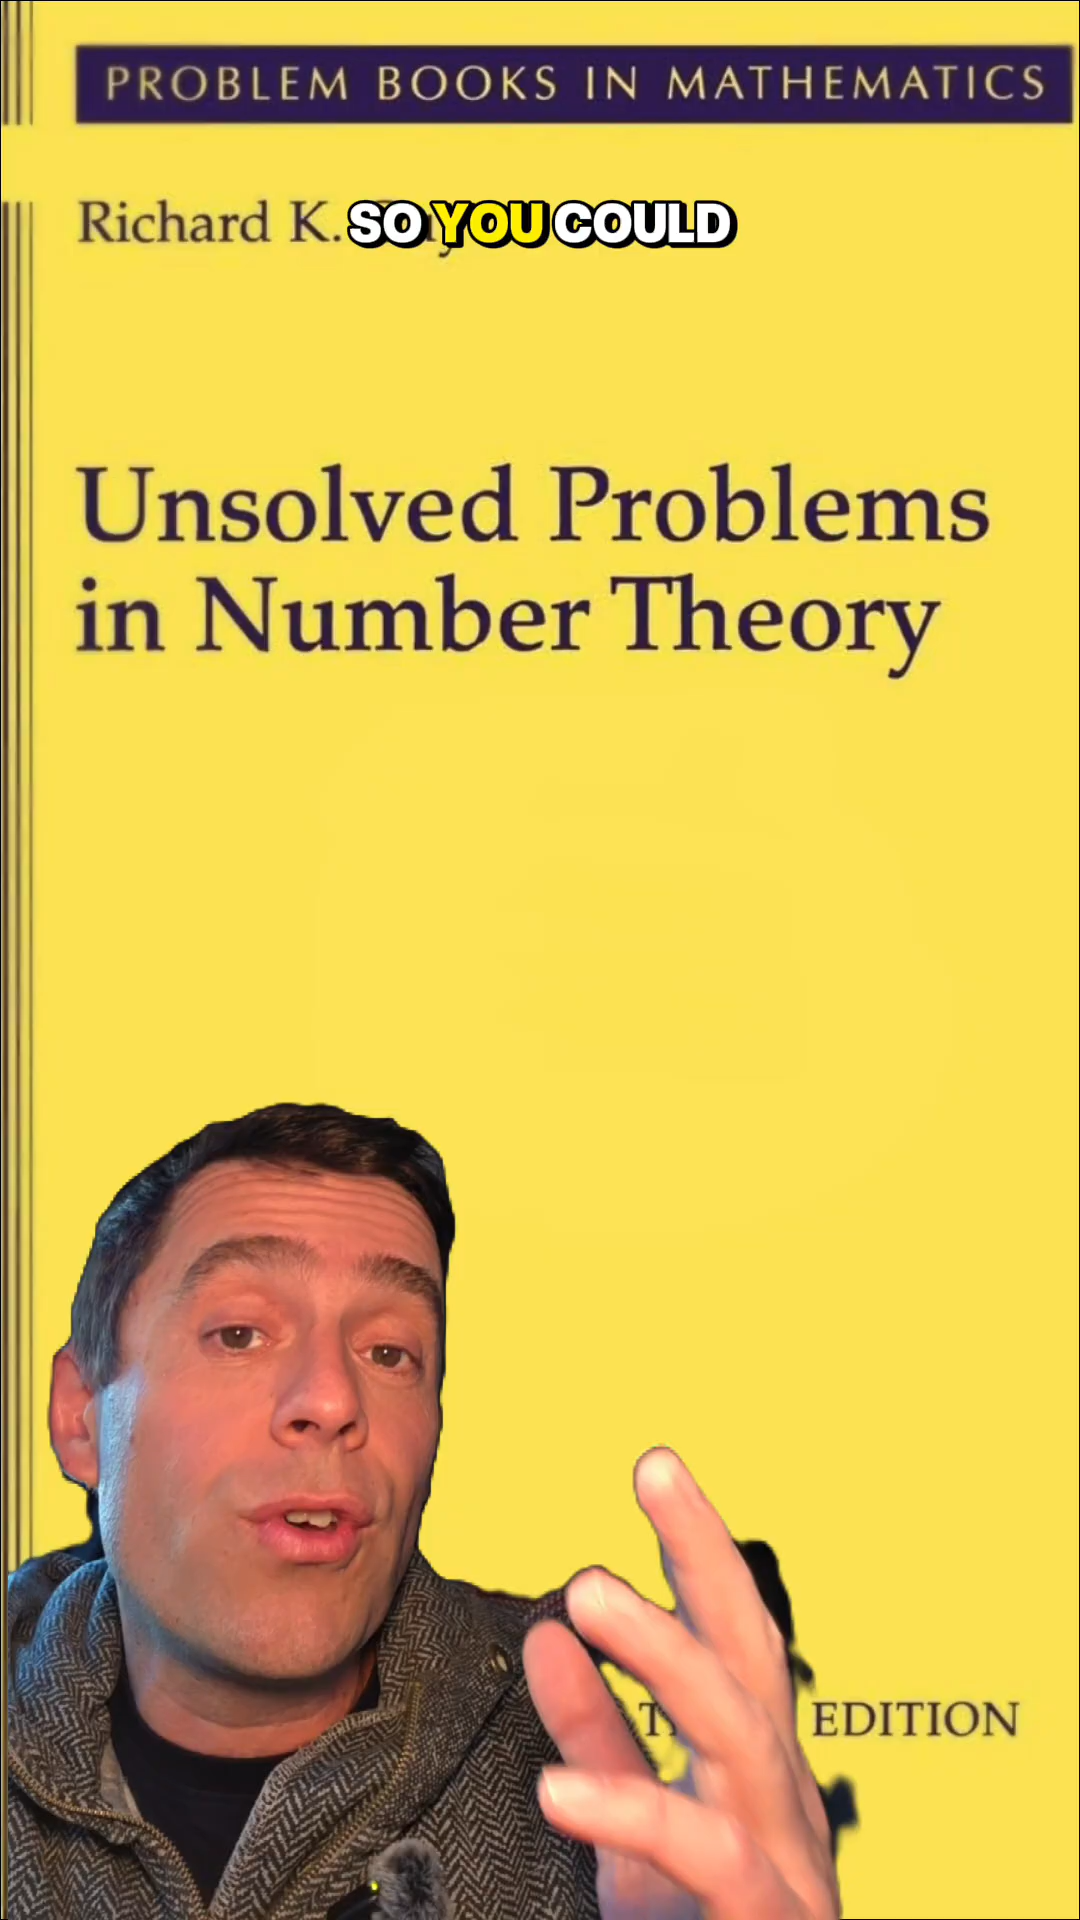 PROBLEM BOOKS IN MATHEMATICS
Richard K.
SO YOU COULD
Unsolved Problems
in Number Theory
EDITION